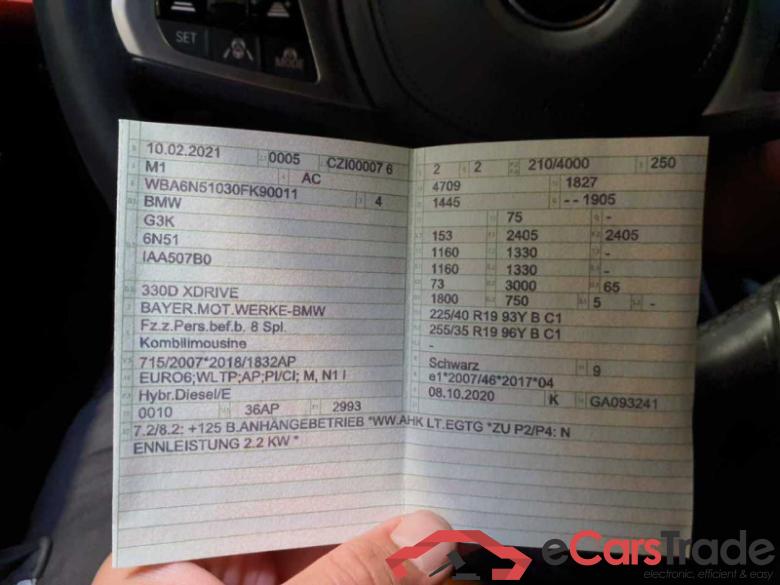 SET
MODE
10.02.2021 0005 CZI00007 6
M1 AC
WBA6N51030FK90011 4
BMW
G3K
6N51
IAA507B0
330D XDRIVE
BAYER.MOT.WERKE-BMW
Fz.z.Pers.bef.b. 8 Spl.
Kombilimousine
715/2007*2018/1832AP
EURO6;WLTP;AP;PI/CI; M, N1 I
Hybr.Diesel/E
0010 36AP 2993
7.2/8.2: +125 B.ANHÄNGEBETRIEB *WW.AHK LT.EGTG *ZU P2/P4: N
ENNLEISTUNG 2.2 KW *
2 2 210/4000 250
4709 1827
1445 - - 1905
75 -
153 2405 2405
1160 1330 -
1160 1330 -
73 3000 65
1800 750 5 -
225/40 R19 93Y B C1
255/35 R19 96Y B C1
-
Schwarz 9
e1*2007/46*2017*04
08.10.2020 K GA093241
eCarsTrade
electronic, efficient & easy